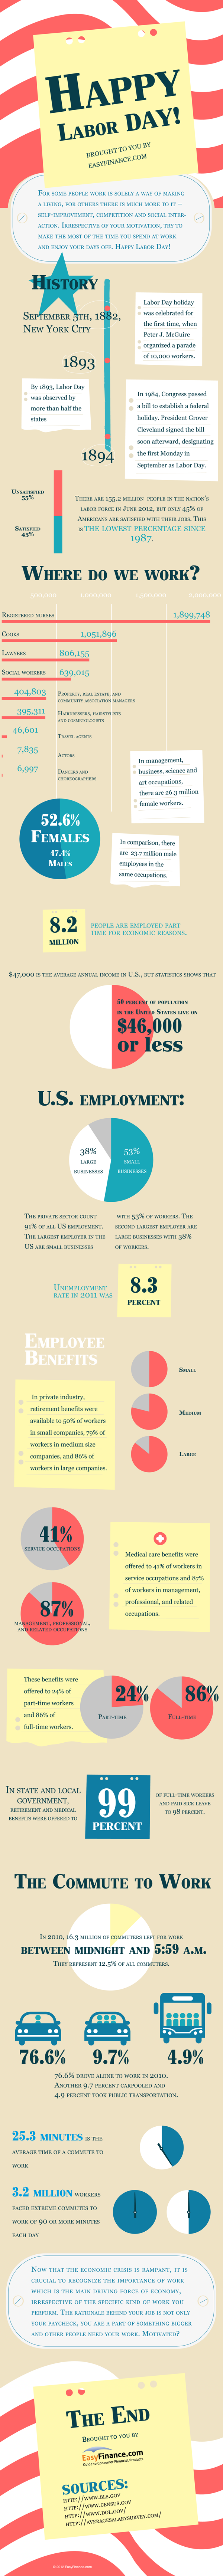 HAPPY
LABOR DAY!
BROUGHT TO YOU BY
EASYFINANCE.COM
FOR SOME PEOPLE WORK IS SOLELY A WAY OF MAKING
A LIVING, FOR OTHERS THERE IS MUCH MORE TO IT –
SELF-IMPROVEMENT, COMPETITION AND SOCIAL INTER-
ACTION. IRRESPECTIVE OF YOUR MOTIVATION, TRY TO
MAKE THE MOST OF THE TIME YOU SPEND AT WORK
AND ENJOY YOUR DAYS OFF. HAPPY LABOR DAY!
HISTORY
SEPTEMBER 5TH, 1882,
NEW YORK CITY
Labor Day holiday
was celebrated for
the first time, when
Peter J. McGuire
organized a parade
of 10,000 workers.
1893
By 1893, Labor Day
was observed by
more than half the
states
In 1984, Congress passed
a bill to establish a federal
holiday. President Grover
Cleveland signed the bill
soon afterward, designating
the first Monday in
September as Labor Day.
1894
UNSATISFIED
55%
SATISFIED
45%
THERE ARE 155.2 MILLION PEOPLE IN THE NATION'S
LABOR FORCE IN JUNE 2012, BUT ONLY 45% OF
AMERICANS ARE SATISFIED WITH THEIR JOBS. THIS
IS THE LOWEST PERCENTAGE SINCE
1987.
WHERE DO WE WORK?
500,000 1,000,000 1,500,000 2,000,000
REGISTERED NURSES 1,899,748
COOKS 1,051,896
LAWYERS 806,155
SOCIAL WORKERS 639,015
404,803 PROPERTY, REAL ESTATE, AND
COMMUNITY ASSOCIATION MANAGERS
395,311 HAIRDRESSERS, HAIRSTYLISTS
AND COSMETOLOGISTS
46,601 TRAVEL AGENTS
7,835 ACTORS
6,997 DANCERS AND
CHOREOGRAPHERS
In management,
business, science and
art occupations,
there are 26.3 million
female workers.
52.6%
FEMALES
47.4%
MALES
In comparison, there
are 23.7 million male
employees in the
same occupations.
8.2
MILLION
PEOPLE ARE EMPLOYED PART
TIME FOR ECONOMIC REASONS.
$47,000 IS THE AVERAGE ANNUAL INCOME IN U.S., BUT STATISTICS SHOWS THAT
50 PERCENT OF POPULATION
IN THE UNITED STATES LIVE ON
$46,000
or less
U.S. EMPLOYMENT:
38%
LARGE
BUSINESSES
53%
SMALL
BUSINESSES
THE PRIVATE SECTOR COUNT
91% OF ALL US EMPLOYMENT.
THE LARGEST EMPLOYER IN THE
US ARE SMALL BUSINESSES
WITH 53% OF WORKERS. THE
SECOND LARGEST EMPLOYER ARE
LARGE BUSINESSES WITH 38%
OF WORKERS.
UNEMPLOYMENT
RATE IN 2011 WAS
8.3
PERCENT
EMPLOYEE
BENEFITS
In private industry,
retirement benefits were
available to 50% of workers
in small companies, 79% of
workers in medium size
companies, and 86% of
workers in large companies.
SMALL
MEDIUM
LARGE
41%
SERVICE OCCUPATIONS
87%
MANAGEMENT, PROFESSIONAL,
AND RELATED OCCUPATIONS
Medical care benefits were
offered to 41% of workers in
service occupations and 87%
of workers in management,
professional, and related
occupations.
These benefits were
offered to 24% of
part-time workers
and 86% of
full-time workers.
24%
PART-TIME
86%
FULL-TIME
IN STATE AND LOCAL
GOVERNMENT,
RETIREMENT AND MEDICAL
BENEFITS WERE OFFERED TO
99
PERCENT
OF FULL-TIME WORKERS
AND PAID SICK LEAVE
TO 98 PERCENT.
THE COMMUTE TO WORK
IN 2010, 16.3 MILLION OF COMMUTERS LEFT FOR WORK
BETWEEN MIDNIGHT AND 5:59 A.M.
THEY REPRESENT 12.5% OF ALL COMMUTERS.
76.6% 9.7% 4.9%
76.6% DROVE ALONE TO WORK IN 2010.
ANOTHER 9.7 PERCENT CARPOOLED AND
4.9 PERCENT TOOK PUBLIC TRANSPORTATION.
25.3 MINUTES IS THE
AVERAGE TIME OF A COMMUTE TO
WORK
3.2 MILLION WORKERS
FACED EXTREME COMMUTES TO
WORK OF 90 OR MORE MINUTES
EACH DAY
NOW THAT THE ECONOMIC CRISIS IS RAMPANT, IT IS
CRUCIAL TO RECOGNIZE THE IMPORTANCE OF WORK
WHICH IS THE MAIN DRIVING FORCE OF ECONOMY,
IRRESPECTIVE OF THE SPECIFIC KIND OF WORK YOU
PERFORM. THE RATIONALE BEHIND YOUR JOB IS NOT ONLY
YOUR PAYCHECK, YOU ARE A PART OF SOMETHING BIGGER
AND OTHER PEOPLE NEED YOUR WORK. MOTIVATED?
THE END
BROUGHT TO YOU BY
EasyFinance.com
Guide to Consumer Financial Products
SOURCES:
HTTP://WWW.BLS.GOV
HTTP://WWW.CENSUS.GOV
HTTP://WWW.DOL.GOV/
HTTP://AVERAGESALARYSURVEY.COM/
© 2012 EasyFinance.com